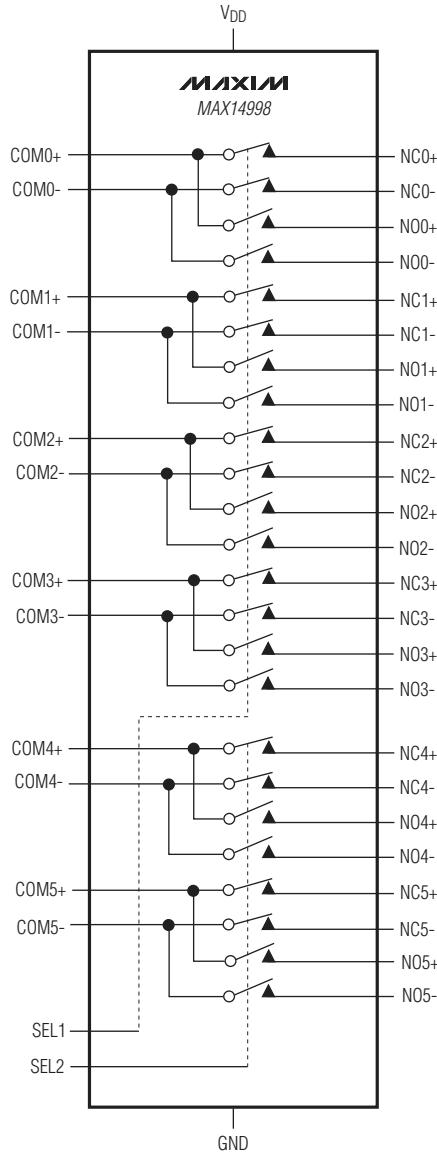 VDD
MAXIM
MAX14998
COM0+ NC0+
COM0- NC0-
NO0+
NO0-
COM1+ NC1+
COM1- NC1-
NO1+
NO1-
COM2+ NC2+
COM2- NC2-
NO2+
NO2-
COM3+ NC3+
COM3- NC3-
NO3+
NO3-
COM4+ NC4+
COM4- NC4-
NO4+
NO4-
COM5+ NC5+
COM5- NC5-
NO5+
NO5-
SEL1
SEL2
GND